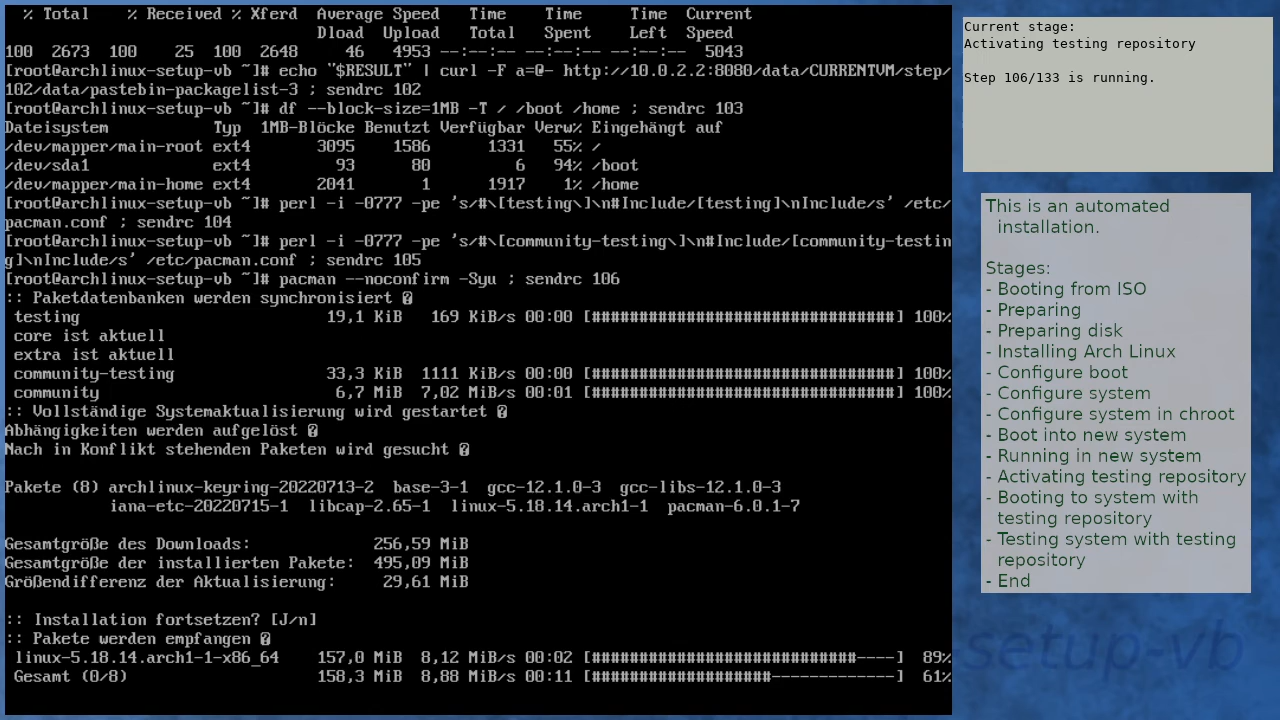 % Total    % Received % Xferd  Average Speed   Time    Time     Time  Current
                                 Dload  Upload   Total   Spent    Left  Speed
100  2673  100    25  100  2648     46   4953 --:--:-- --:--:-- --:--:--  5043
[root@archlinux-setup-vb ~]# echo "$RESULT" | curl -F a=@- http://10.0.2.2:8080/data/CURRENTVM/step/
102/data/pastebin-packagelist-3 ; sendrc 102
[root@archlinux-setup-vb ~]# df --block-size=1MB -T / /boot /home ; sendrc 103
Dateisystem           Typ  1MB-Blöcke Benutzt Verfügbar Verw% Eingehängt auf
/dev/mapper/main-root ext4       3095    1586      1331   55% /
/dev/sda1             ext4         93      80         6   94% /boot
/dev/mapper/main-home ext4       2041       1      1917    1% /home
[root@archlinux-setup-vb ~]# perl -i -0777 -pe 's/#\[testing\]\n#Include/[testing]\nInclude/s' /etc/
pacman.conf ; sendrc 104
[root@archlinux-setup-vb ~]# perl -i -0777 -pe 's/#\[community-testing\]\n#Include/[community-testin
g]\nInclude/s' /etc/pacman.conf ; sendrc 105
[root@archlinux-setup-vb ~]# pacman --noconfirm -Syu ; sendrc 106
:: Paketdatenbanken werden synchronisiert �
 testing                          19,1 KiB   169 KiB/s 00:00 [################################] 100%
 core ist aktuell
 extra ist aktuell
 community-testing                33,3 KiB  1111 KiB/s 00:00 [################################] 100%
 community                         6,7 MiB  7,02 MiB/s 00:01 [################################] 100%
:: Vollständige Systemaktualisierung wird gestartet �
Abhängigkeiten werden aufgelöst �
Nach in Konflikt stehenden Paketen wird gesucht �
Pakete (8) archlinux-keyring-20220713-2  base-3-1  gcc-12.1.0-3  gcc-libs-12.1.0-3
           iana-etc-20220715-1  libcap-2.65-1  linux-5.18.14.arch1-1  pacman-6.0.1-7
Gesamtgröße des Downloads:             256,59 MiB
Gesamtgröße der installierten Pakete:  495,09 MiB
Größendifferenz der Aktualisierung:     29,61 MiB
:: Installation fortsetzen? [J/n]
:: Pakete werden empfangen �
 linux-5.18.14.arch1-1-x86_64    157,0 MiB  8,12 MiB/s 00:02 [############################----]  89%
 Gesamt (0/8)                    158,3 MiB  8,88 MiB/s 00:11 [###################-------------]  61%
Current stage:
Activating testing repository
Step 106/133 is running.
This is an automated
installation.
Stages:
- Booting from ISO
- Preparing
- Preparing disk
- Installing Arch Linux
- Configure boot
- Configure system
- Configure system in chroot
- Boot into new system
- Running in new system
- Activating testing repository
- Booting to system with
testing repository
- Testing system with testing
repository
- End
setup-vb